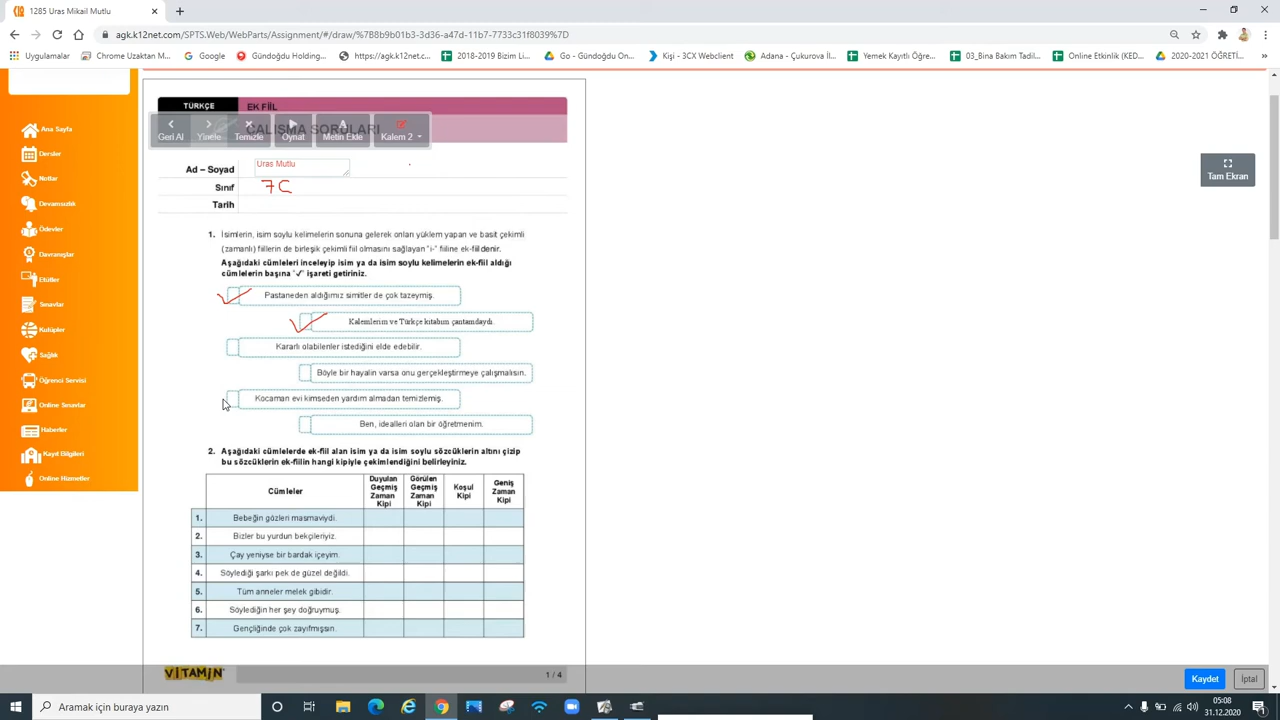 1285 Uras Mikail Mutlu
agk.k12net.com/SPTS.Web/WebParts/Assignment/#/draw/%7B8b9b01b3-3d36-a47d-11b7-7733c31f8039%7D
Uygulamalar
Chrome Uzaktan M...
Google
Gündoğdu Holding...
https://agk.k12net.c...
2018-2019 Bizim Li...
Go - Gündoğdu On...
Kişi - 3CX Webclient
Adana - Çukurova İl...
Yemek Kayıtlı Öğre...
03_Bina Bakım Tadil...
Online Etkinlik (KED...
2020-2021 ÖĞRETİ...
Ana Sayfa
Dersler
Notlar
Devamsızlık
Ödevler
Davranışlar
Etütler
Sınavlar
Kulüpler
Sağlık
Öğrenci Servisi
Online Sınavlar
Haberler
Kayıt Bilgileri
Online Hizmetler
TÜRKÇE
EK FİİL
ÇALIŞMA SORULARI
Geri Al
Yinele
Temizle
Oynat
Metin Ekle
Kalem 2
Tam Ekran
Ad – Soyad
Uras Mutlu
Sınıf
7C
Tarih
1. İsimlerin, isim soylu kelimelerin sonuna gelerek onları yüklem yapan ve basit çekimli
(zamanlı) fiillerin de birleşik çekimli fiil olmasını sağlayan "i-" fiiline ek-fiil denir.
Aşağıdaki cümleleri inceleyip isim ya da isim soylu kelimelerin ek-fiil aldığı
cümlelerin başına "✓" işareti getiriniz.
✓ Pastaneden aldığımız simitler de çok tazeymiş.
✓ Kalemlerim ve Türkçe kitabım çantamdaydı
Kararlı olabilenler istediğini elde edebilir.
Böyle bir hayalin varsa onu gerçekleştirmeye çalışmalısın.
Kocaman evi kimseden yardım almadan temizlemiş.
Ben, idealleri olan bir öğretmenim.
2. Aşağıdaki cümlelerde ek-fiil alan isim ya da isim soylu sözcüklerin altını çizip
bu sözcüklerin ek-fiilin hangi kipiyle çekimlendiğini belirleyiniz.
Cümleler
Duyulan Geçmiş Zaman Kipi
Görülen Geçmiş Zaman Kipi
Koşul Kipi
Geniş Zaman Kipi
1. Bebeğin gözleri masmaviydi.
2. Bizler bu yurdun bekçileriyiz.
3. Çay yeniyse bir bardak içeyim.
4. Söylediği şarkı pek de güzel değildi.
5. Tüm anneler melek gibidir.
6. Söylediğin her şey doğruymuş.
7. Gençliğinde çok zayıfmışsın.
VİTAMİN
1 / 4
Kaydet
İptal
Aramak için buraya yazın
05:08
31.12.2020